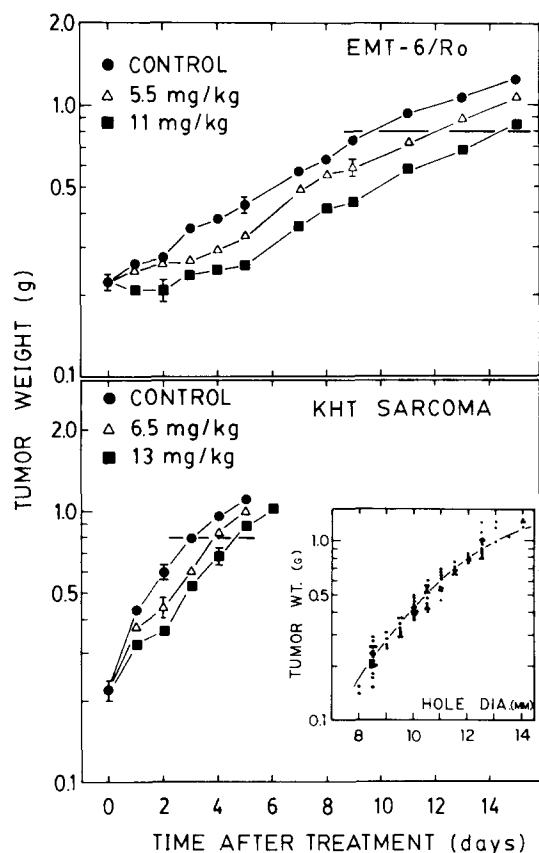 2.0
EMT-6/Ro
● CONTROL
△ 5.5 mg/kg
■ 11 mg/kg
1.0
0.5
0.1
TUMOR WEIGHT (g)
KHT SARCOMA
● CONTROL
△ 6.5 mg/kg
■ 13 mg/kg
2.0
1.0
0.5
0.1
TUMOR WT. (G)
1.0
0.5
0.1
HOLE DIA.(MM)
8 10 12 14
0 2 4 6 8 10 12 14
TIME AFTER TREATMENT (days)